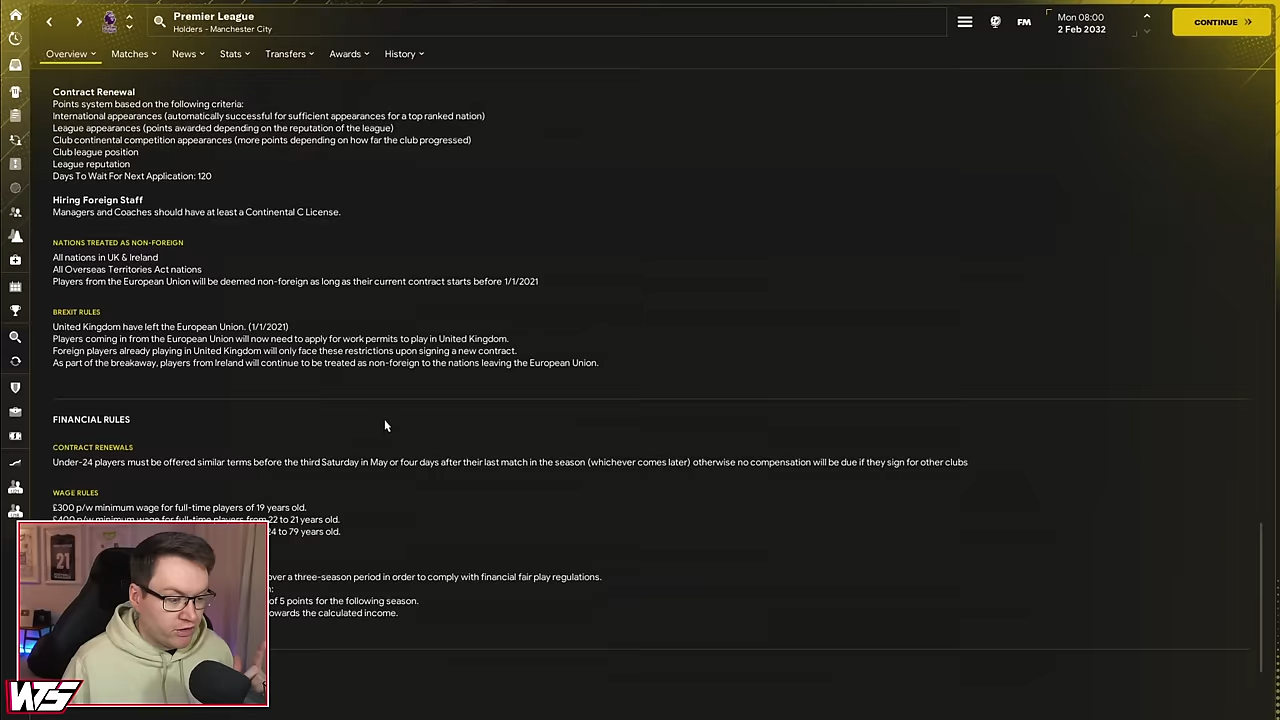 Premier League
Holders - Manchester City
FM
Mon 08:00
2 Feb 2032
CONTINUE
Overview
Matches
News
Stats
Transfers
Awards
History
Contract Renewal
Points system based on the following criteria:
International appearances (automatically successful for sufficient appearances for a top ranked nation)
League appearances (points awarded depending on the reputation of the league)
Club continental competition appearances (more points depending on how far the club progressed)
Club league position
League reputation
Days To Wait For Next Application: 120
Hiring Foreign Staff
Managers and Coaches should have at least a Continental C License.
NATIONS TREATED AS NON-FOREIGN
All nations in UK & Ireland
All Overseas Territories Act nations
Players from the European Union will be deemed non-foreign as long as their current contract starts before 1/1/2021
BREXIT RULES
United Kingdom have left the European Union. (1/1/2021)
Players coming in from the European Union will now need to apply for work permits to play in United Kingdom.
Foreign players already playing in United Kingdom will only face these restrictions upon signing a new contract.
As part of the breakaway, players from Ireland will continue to be treated as non-foreign to the nations leaving the European Union.
FINANCIAL RULES
CONTRACT RENEWALS
Under-24 players must be offered similar terms before the third Saturday in May or four days after their last match in the season (whichever comes later) otherwise no compensation will be due if they sign for other clubs
WAGE RULES
£300 p/w minimum wage for full-time players of 19 years old.
£400 p/w minimum wage for full-time players from 22 to 21 years old.
24 to 79 years old.
over a three-season period in order to comply with financial fair play regulations.
of 5 points for the following season.
towards the calculated income.
21
WTS